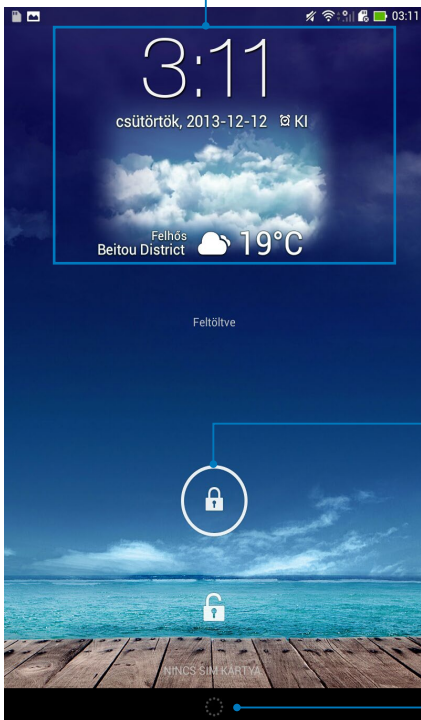 03:11
3:11
csütörtök, 2013-12-12 KI
Felhős
Beitou District 19°C
Feltöltve
NINCS SIM KÁRTYA.